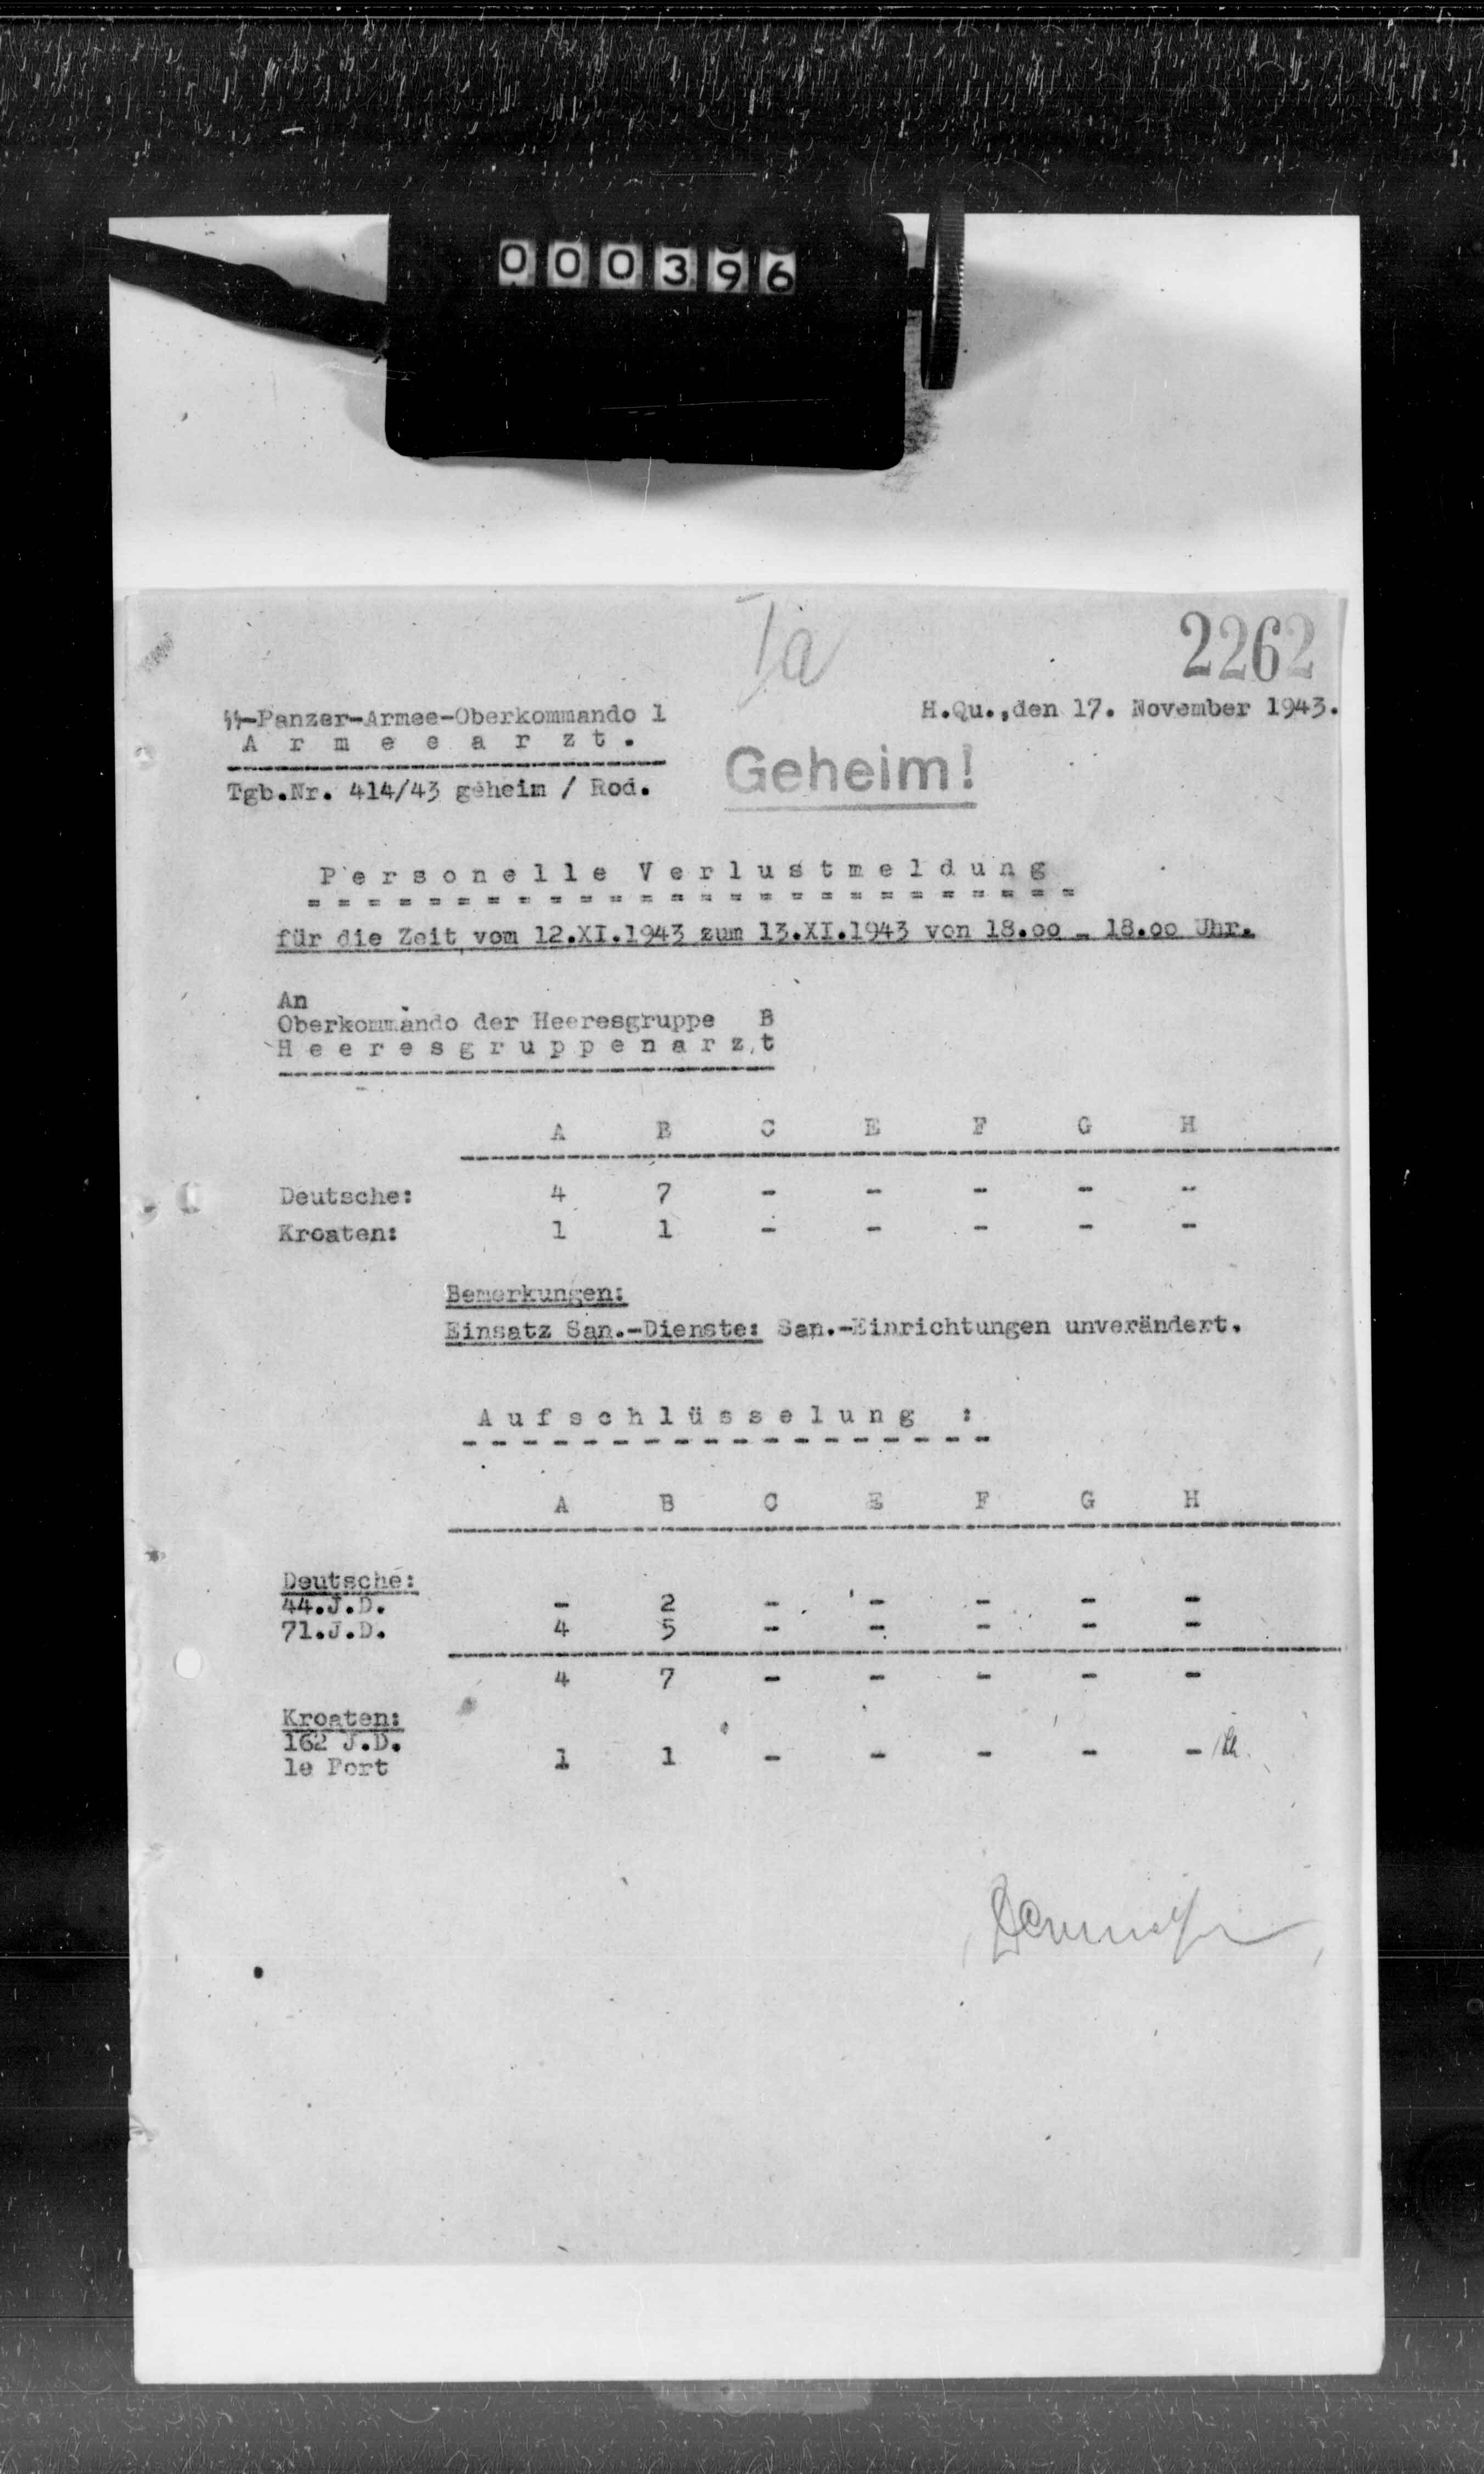 000396
Ia
2262
SS-Panzer-Armee-Oberkommando 1
H.Qu.,den 17. November 1943.
A r m e e a r z t .
Geheim!
Tgb.Nr. 414/43 geheim / Rod.
P e r s o n e l l e V e r l u s t m e l d u n g
= = = = = = = = = = = = = = = = = = = = = = = = = =
für die Zeit vom 12.XI.1943 zum 13.XI.1943 von 18.oo - 18.oo Uhr.
An
Oberkommando der Heeresgruppe B
H e e r e s g r u p p e n a r z t
A B C E F G H
Deutsche: 4 7 - - - - -
Kroaten: 1 1 - - - - -
Bemerkungen:
Einsatz San.-Dienste: San.-Einrichtungen unverändert.
A u f s c h l ü s s e l u n g :
- - - - - - - - - - - - - - - - - -
A B C E F G H
Deutsche:
44.J.D. - 2 - - - - -
71.J.D. 4 5 - - - - -
4 7 - - - - -
Kroaten:
162 J.D.
le Port 1 1 - - - - -